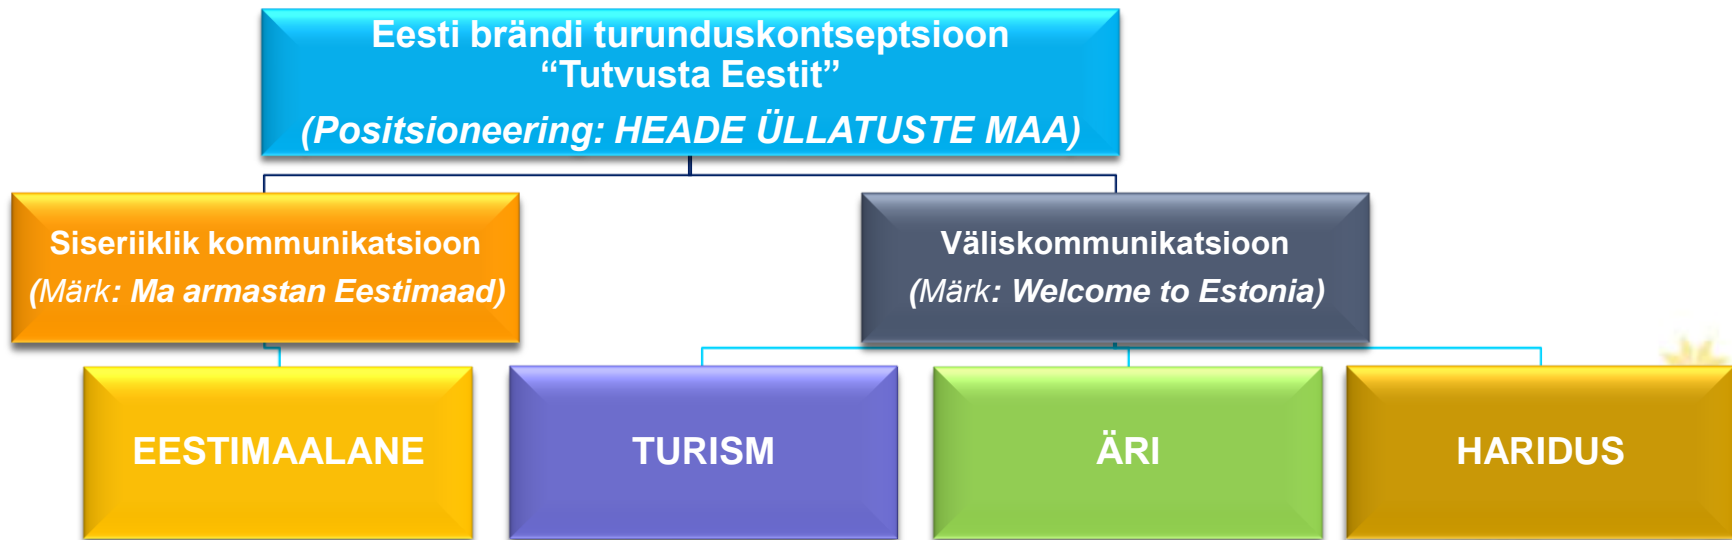 Eesti brändi turunduskontseptsioon
“Tutvusta Eestit”
(Positsioneering: HEADE ÜLLATUSTE MAA)
Siseriiklik kommunikatsioon
(Märk: Ma armastan Eestimaad)
Väliskommunikatsioon
(Märk: Welcome to Estonia)
EESTIMAALANE
TURISM
ÄRI
HARIDUS